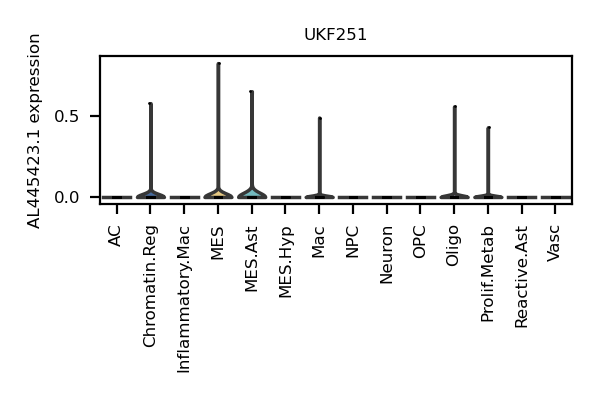 UKF251
AL445423.1 expression
0.5
0.0
AC
Chromatin.Reg
Inflammatory.Mac
MES
MES.Ast
MES.Hyp
Mac
NPC
Neuron
OPC
Oligo
Prolif.Metab
Reactive.Ast
Vasc